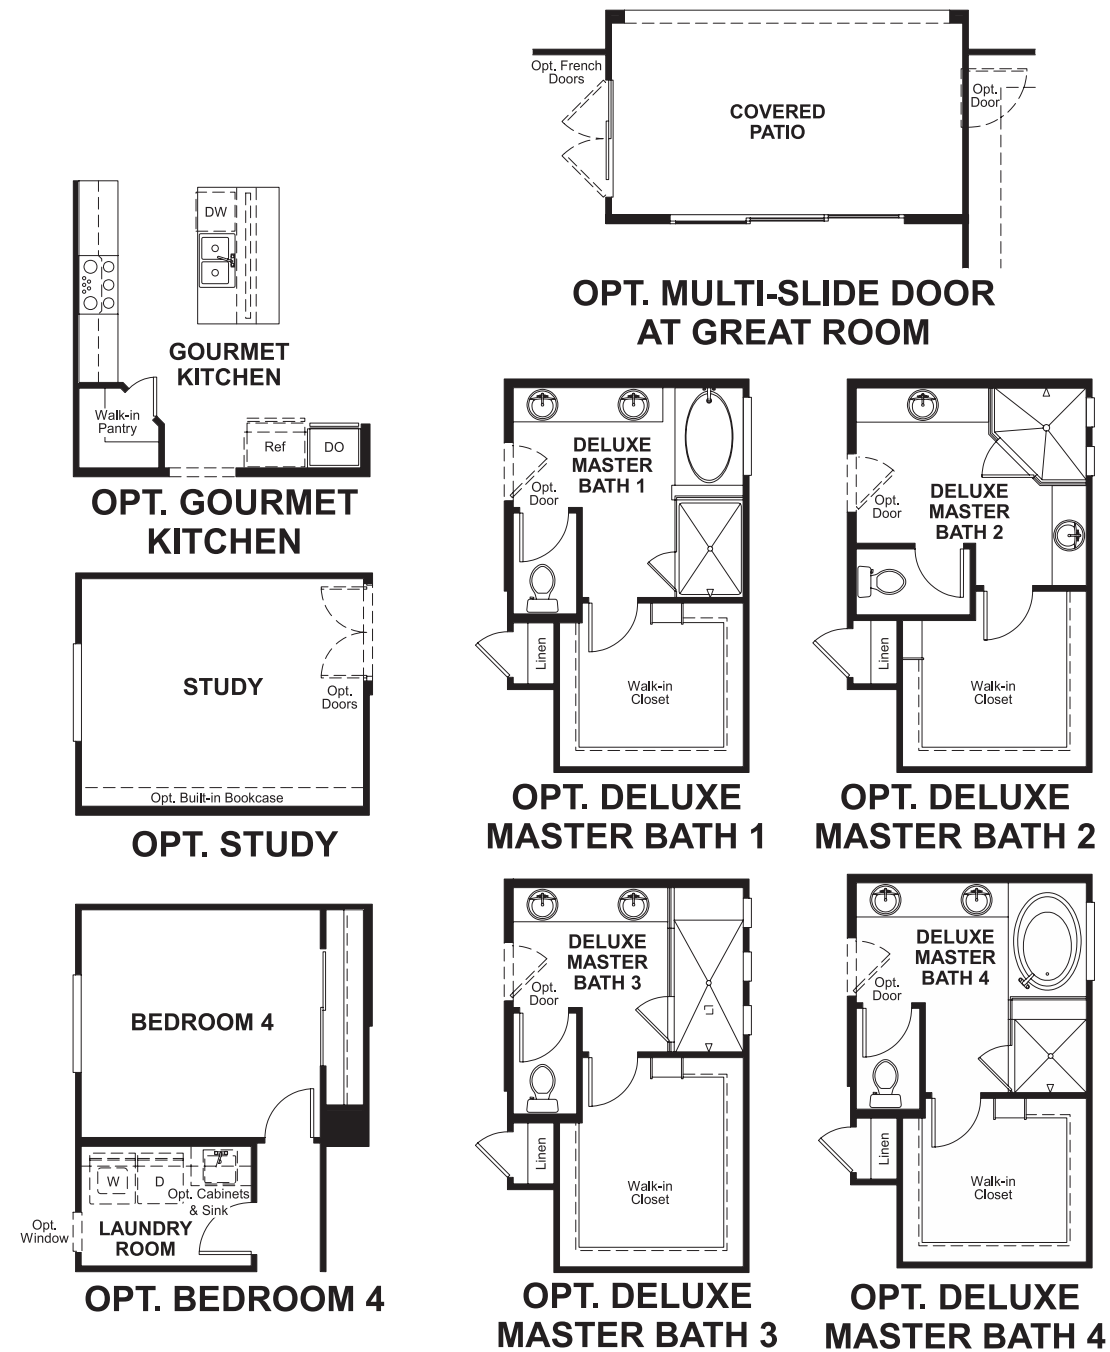 Opt. French
Doors
Opt.
Door
COVERED
PATIO
OPT. MULTI-SLIDE DOOR
AT GREAT ROOM
DW
GOURMET
KITCHEN
Walk-in
Pantry
Ref
DO
OPT. GOURMET
KITCHEN
DELUXE
MASTER
BATH 1
Opt.
Door
Linen
Walk-in
Closet
OPT. DELUXE
MASTER BATH 1
DELUXE
MASTER
BATH 2
Opt.
Door
Linen
Walk-in
Closet
OPT. DELUXE
MASTER BATH 2
STUDY
Opt.
Doors
Opt. Built-in Bookcase
OPT. STUDY
BEDROOM 4
W
D
Opt. Cabinets
& Sink
Opt.
Window
LAUNDRY
ROOM
OPT. BEDROOM 4
DELUXE
MASTER
BATH 3
Opt.
Door
Linen
Walk-in
Closet
OPT. DELUXE
MASTER BATH 3
DELUXE
MASTER
BATH 4
Opt.
Door
Linen
Walk-in
Closet
OPT. DELUXE
MASTER BATH 4